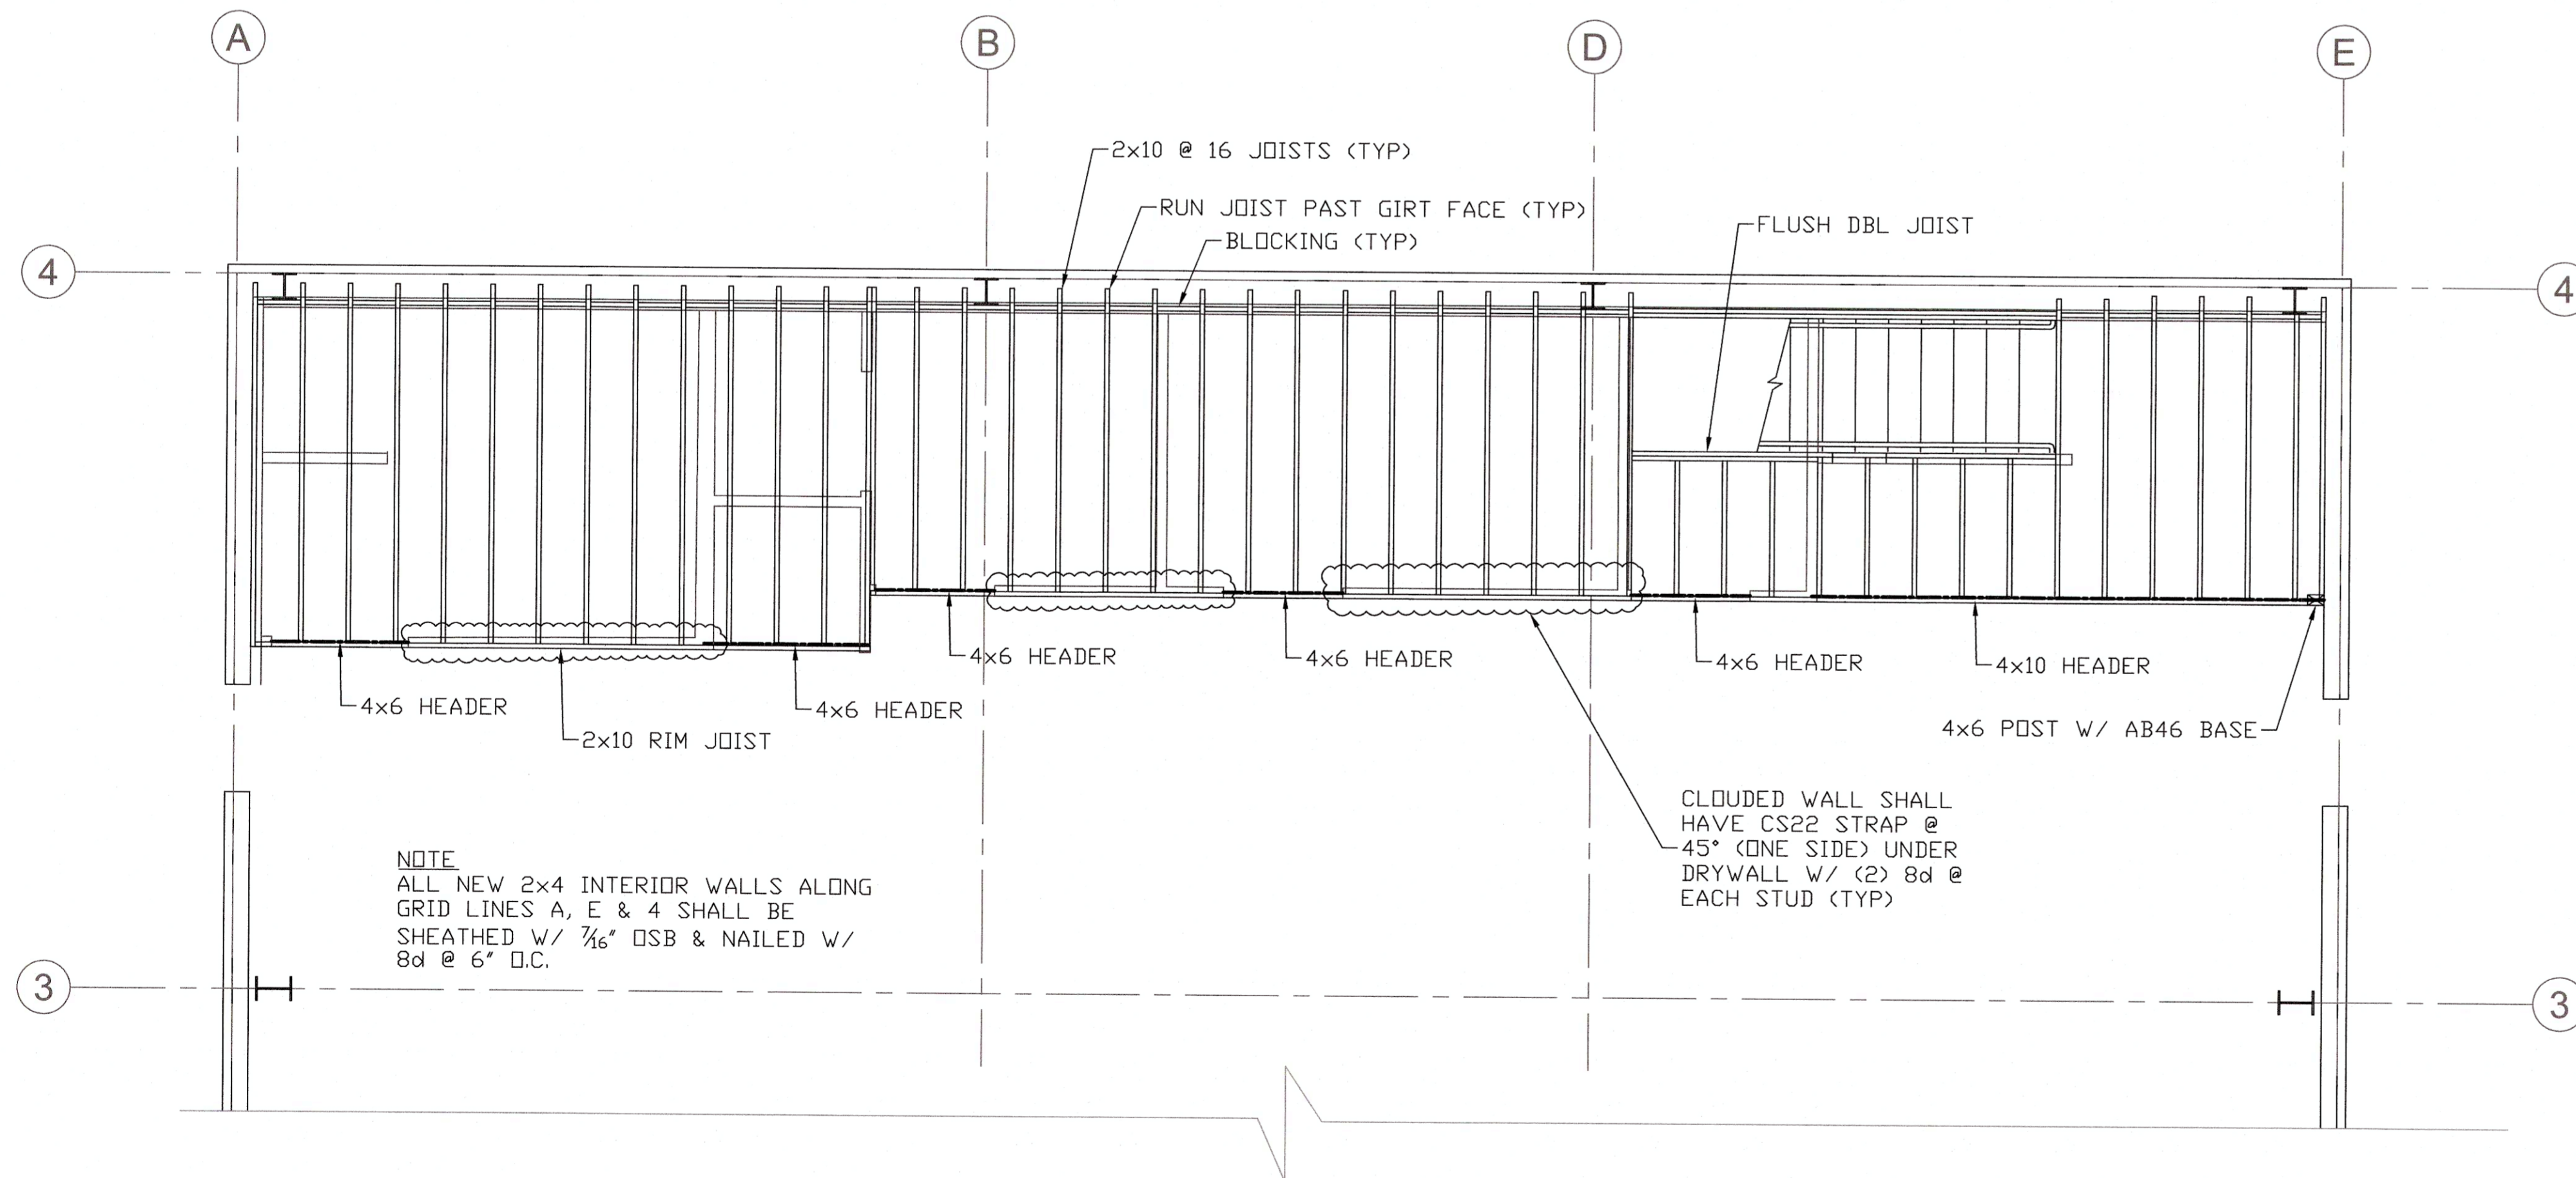 A
B
D
E
2x10 @ 16 JOISTS (TYP)
RUN JOIST PAST GIRT FACE (TYP)
BLOCKING (TYP)
FLUSH DBL JOIST
4
4
4x6 HEADER
2x10 RIM JOIST
4x6 HEADER
4x6 HEADER
4x6 HEADER
4x6 HEADER
4x10 HEADER
4x6 POST W/ AB46 BASE
CLOUDED WALL SHALL
HAVE CS22 STRAP @
45° (ONE SIDE) UNDER
DRYWALL W/ (2) 8d @
EACH STUD (TYP)
NOTE
ALL NEW 2x4 INTERIOR WALLS ALONG
GRID LINES A, E & 4 SHALL BE
SHEATHED W/ 7/16" OSB & NAILED W/
8d @ 6" O.C.
3
3